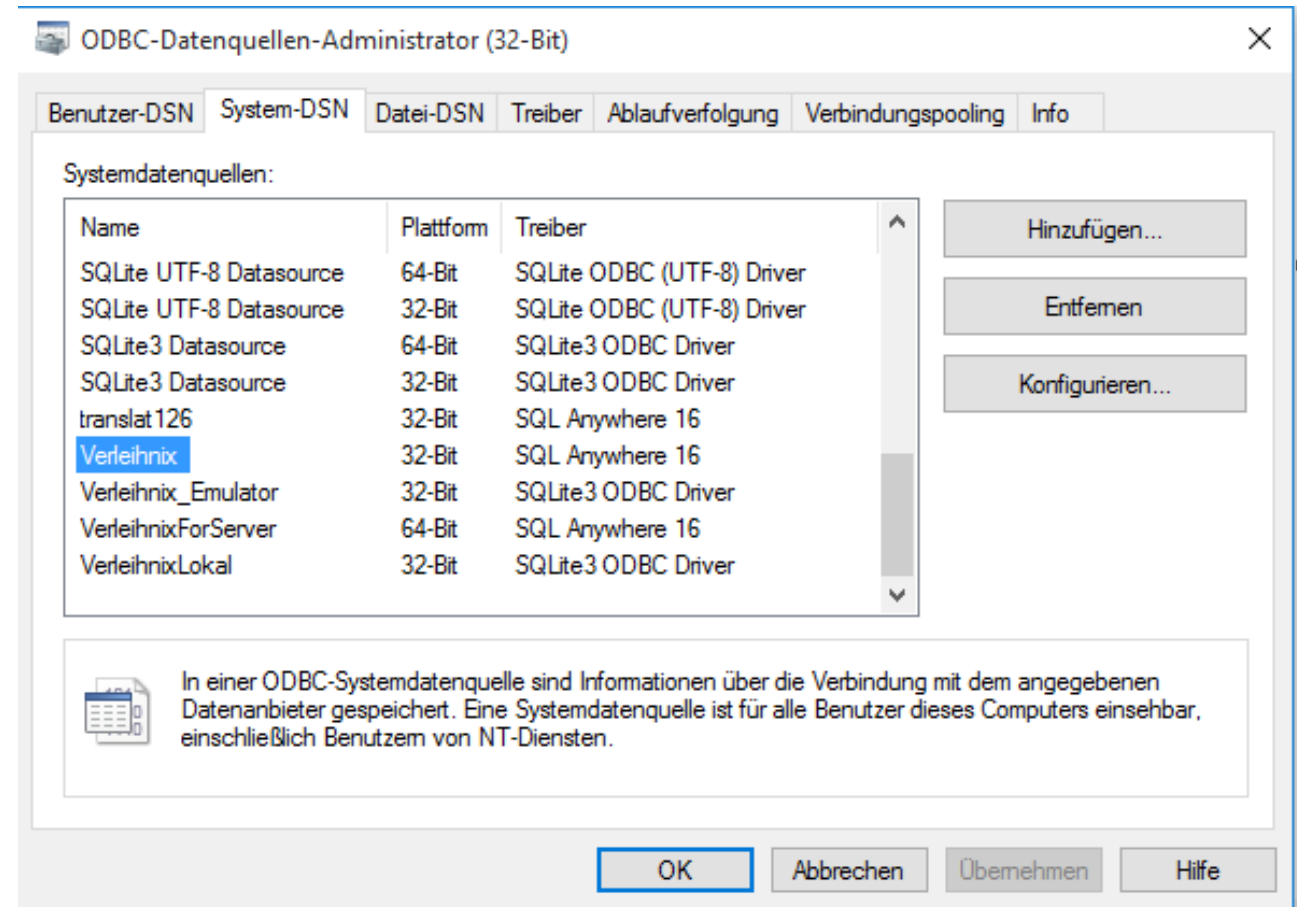 ODBC-Datenquellen-Administrator (32-Bit)
Benutzer-DSN System-DSN Datei-DSN Treiber Ablaufverfolgung Verbindungspooling Info
Systemdatenquellen:
Name Plattform Treiber
SQLite UTF-8 Datasource 64-Bit SQLite ODBC (UTF-8) Driver
SQLite UTF-8 Datasource 32-Bit SQLite ODBC (UTF-8) Driver
SQLite3 Datasource 64-Bit SQLite3 ODBC Driver
SQLite3 Datasource 32-Bit SQLite3 ODBC Driver
translat126 32-Bit SQL Anywhere 16
Verleihnix 32-Bit SQL Anywhere 16
Verleihnix_Emulator 32-Bit SQLite3 ODBC Driver
VerleihnixForServer 64-Bit SQL Anywhere 16
VerleihnixLokal 32-Bit SQLite3 ODBC Driver
Hinzufügen...
Entfernen
Konfigurieren...
In einer ODBC-Systemdatenquelle sind Informationen über die Verbindung mit dem angegebenen
Datenanbieter gespeichert. Eine Systemdatenquelle ist für alle Benutzer dieses Computers einsehbar,
einschließlich Benutzern von NT-Diensten.
OK Abbrechen Übernehmen Hilfe